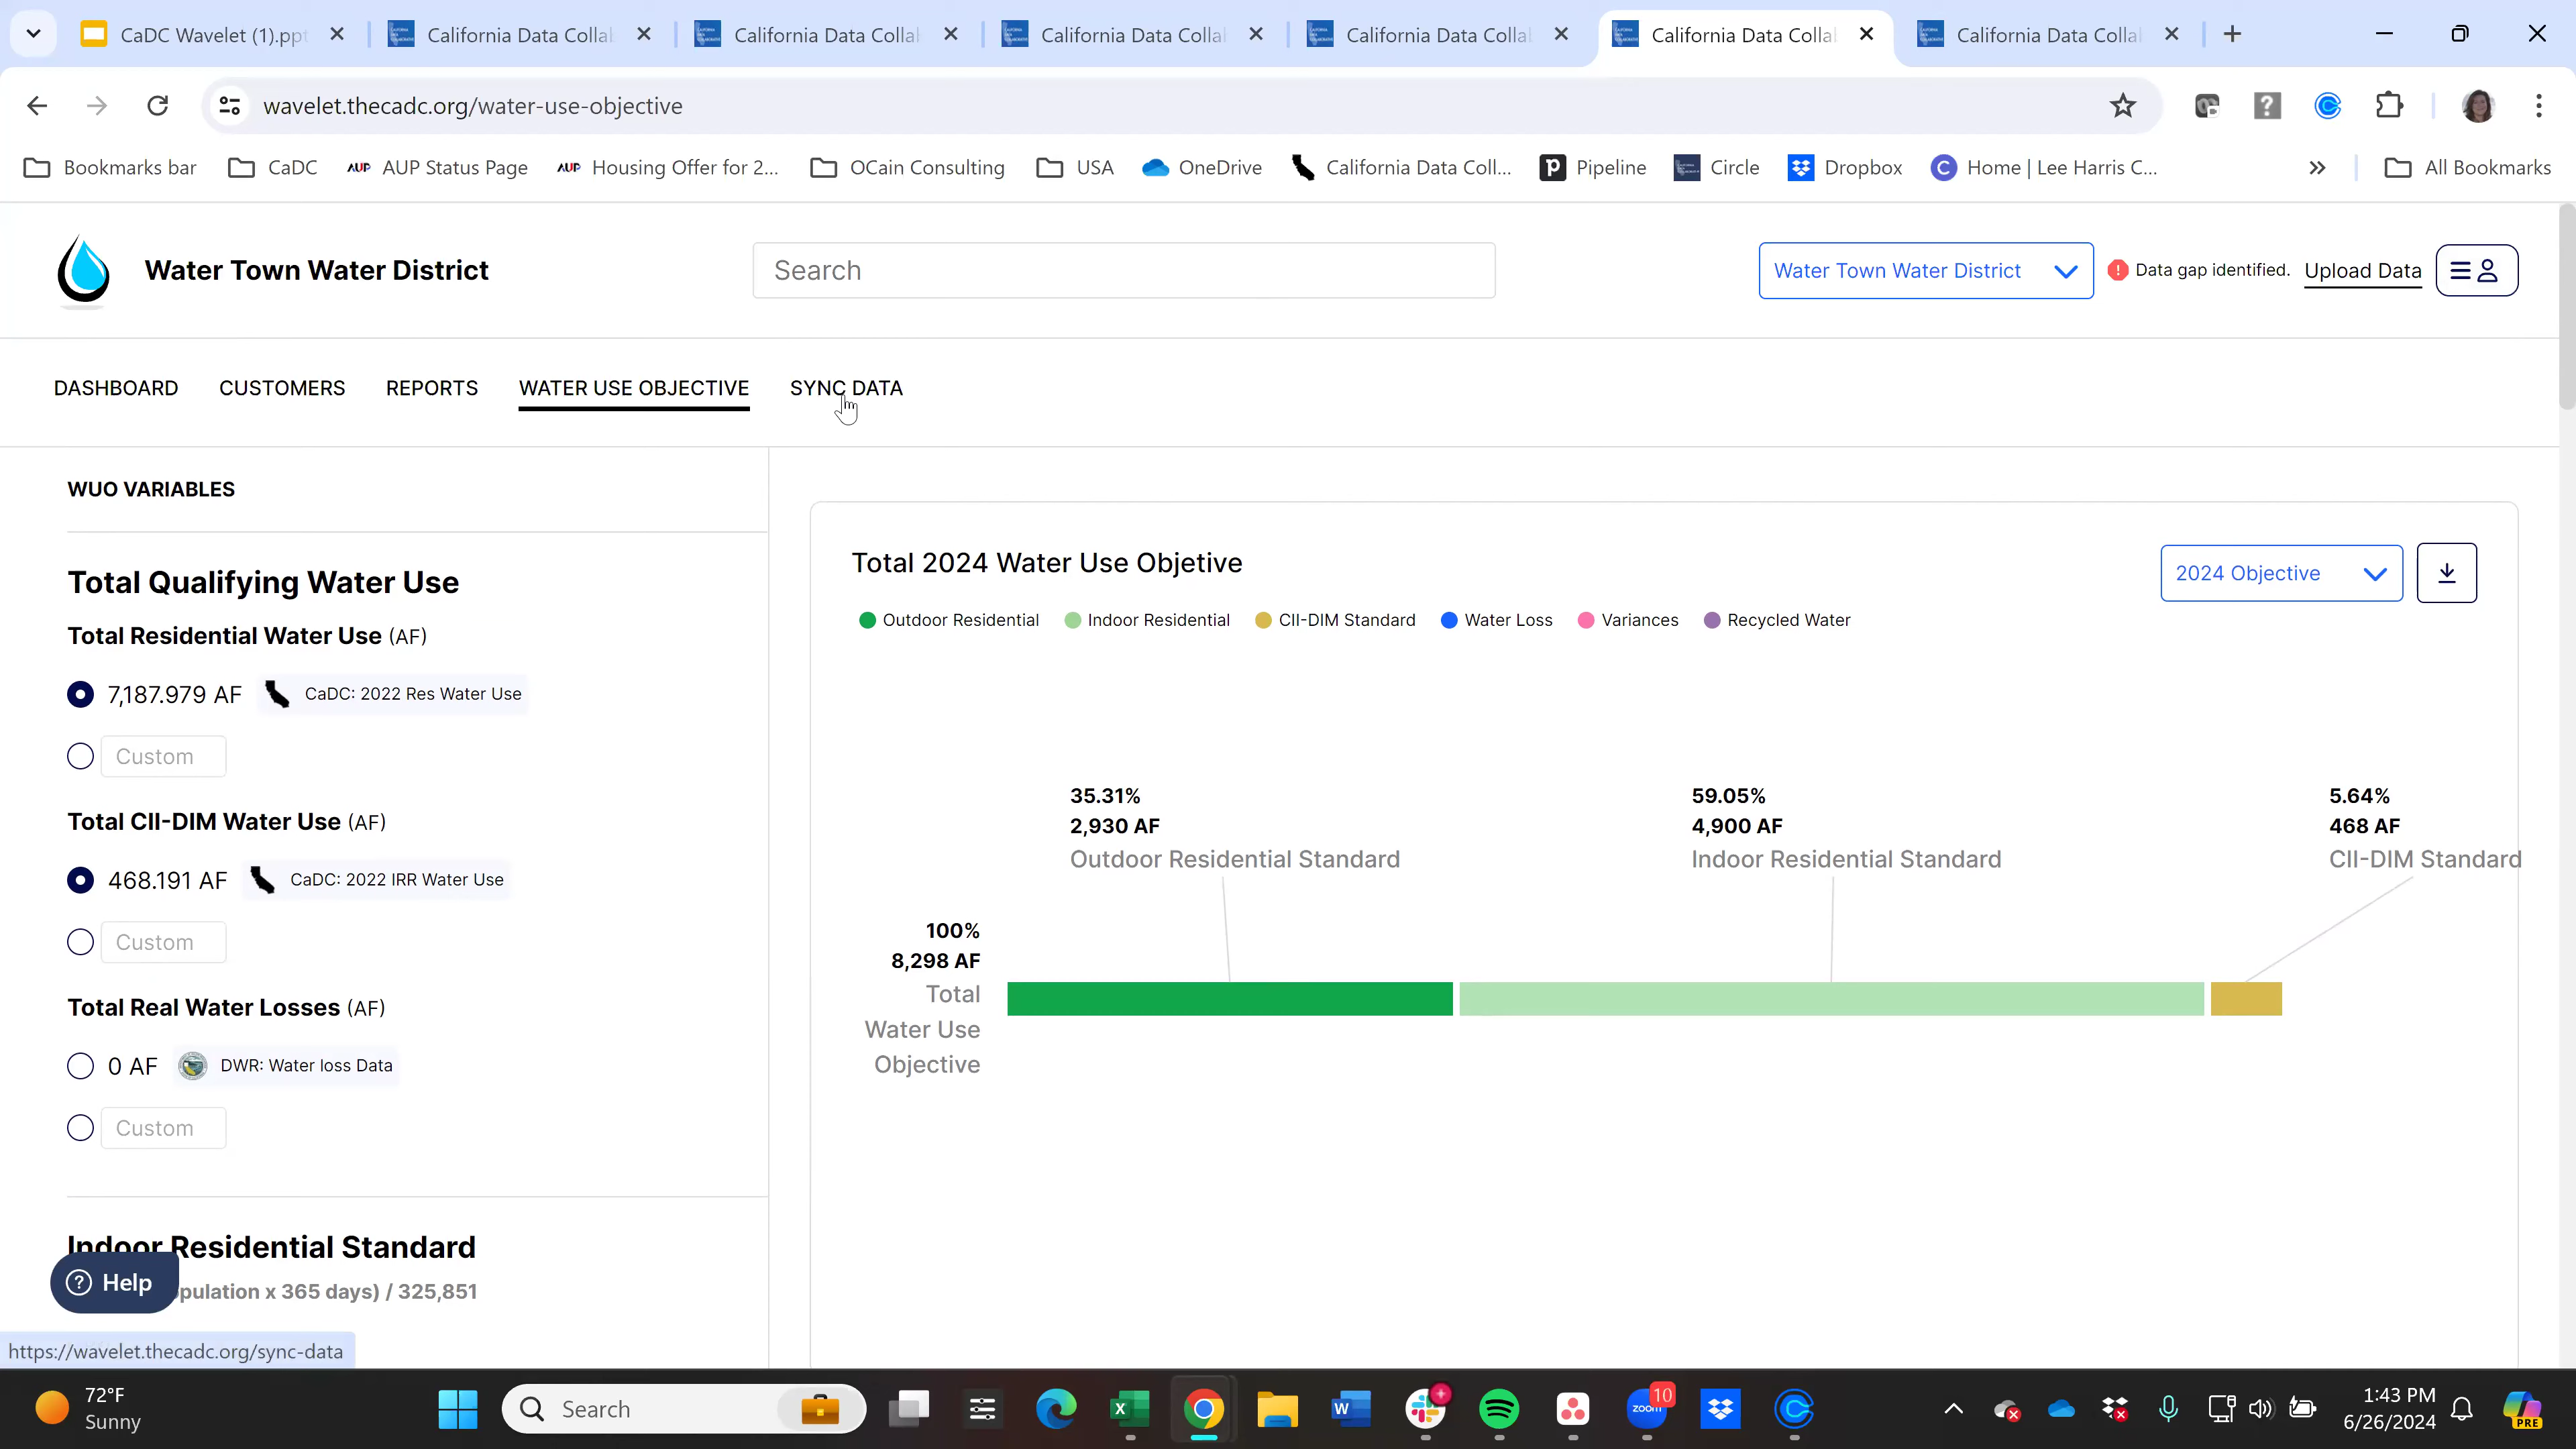 CaDC Wavelet (1).ppt
California Data Colla
California Data Colla
California Data Colla
California Data Colla
California Data Colla
California Data Colla
wavelet.thecadc.org/water-use-objective
Bookmarks bar
CaDC
AUP AUP Status Page
AUP Housing Offer for 2...
OCain Consulting
USA
OneDrive
California Data Coll...
Pipeline
Circle
Dropbox
C Home | Lee Harris C...
All Bookmarks
Water Town Water District
Search
Water Town Water District
Data gap identified.
Upload Data
DASHBOARD
CUSTOMERS
REPORTS
WATER USE OBJECTIVE
SYNC DATA
WUO VARIABLES
Total Qualifying Water Use
Total Residential Water Use (AF)
7,187.979 AF CaDC: 2022 Res Water Use
Custom
Total CII-DIM Water Use (AF)
468.191 AF CaDC: 2022 IRR Water Use
Custom
Total Real Water Losses (AF)
0 AF DWR: Water loss Data
Custom
Indoor Residential Standard
pulation x 365 days) / 325,851
Help
https://wavelet.thecadc.org/sync-data
Total 2024 Water Use Objetive
2024 Objective
Outdoor Residential
Indoor Residential
CII-DIM Standard
Water Loss
Variances
Recycled Water
35.31%
2,930 AF
Outdoor Residential Standard
59.05%
4,900 AF
Indoor Residential Standard
5.64%
468 AF
CII-DIM Standard
100%
8,298 AF
Total
Water Use
Objective
72°F
Sunny
Search
zoom
10
1:43 PM
6/26/2024
PRE